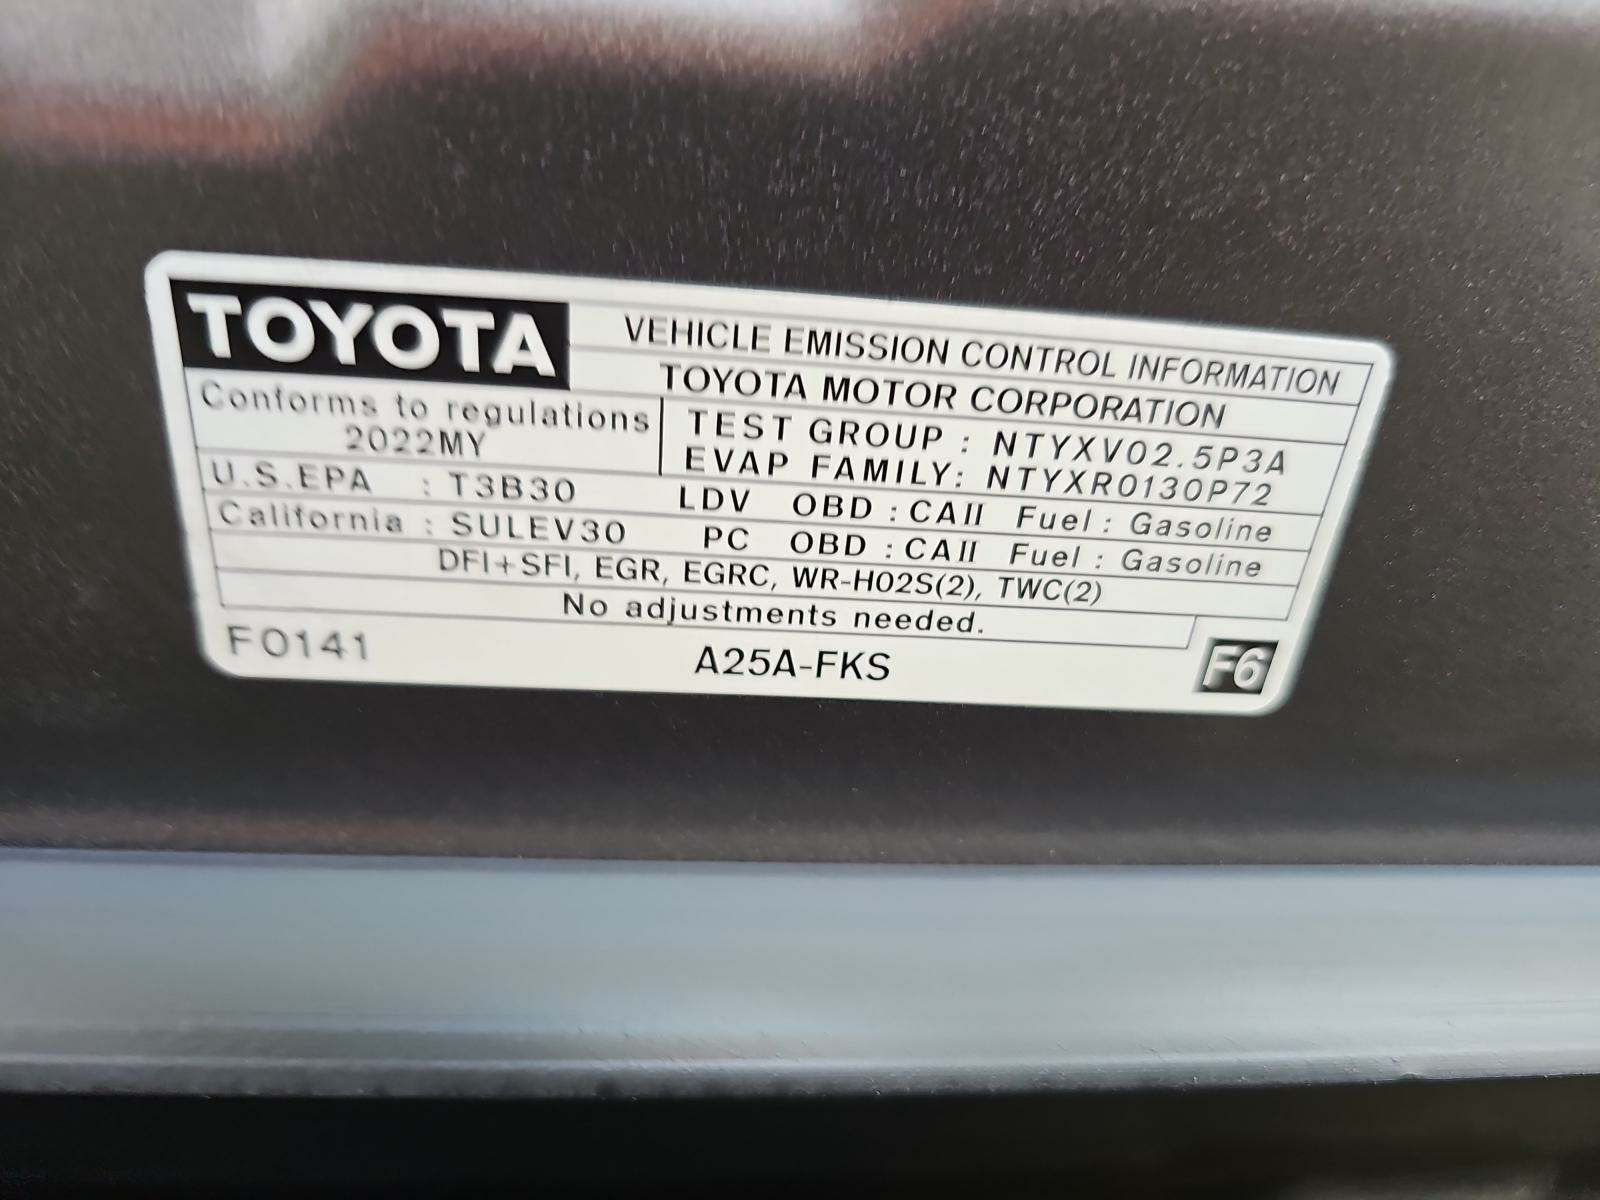 TOYOTA
VEHICLE EMISSION CONTROL INFORMATION
TOYOTA MOTOR CORPORATION
Conforms to regulations
2022MY
TEST GROUP : NTYXV02.5P3A
EVAP FAMILY: NTYXR0130P72
U.S.EPA : T3B30 LDV OBD : CAII Fuel : Gasoline
California : SULEV30 PC OBD : CAII Fuel : Gasoline
DFI+SFI, EGR, EGRC, WR-HO2S(2), TWC(2)
No adjustments needed.
F0141
A25A-FKS
F6